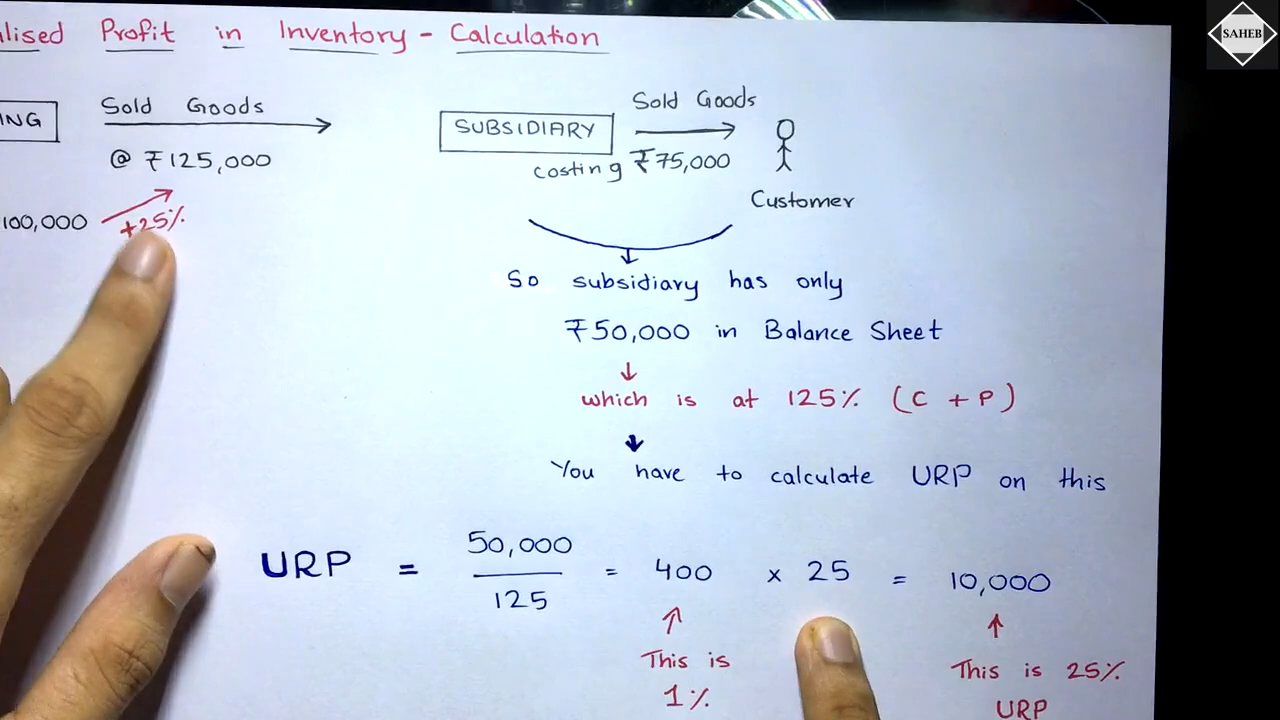 lised Profit in Inventory - Calculation
SAHEB
NG
Sold Goods
@ ₹125,000
100,000
+25%
SUBSIDIARY
Sold Goods
costing ₹75,000
Customer
So subsidiary has only
₹50,000 in Balance Sheet
which is at 125% (C + P)
You have to calculate URP on this
URP = 50,000 / 125 = 400 x 25 = 10,000
This is
1%
This is 25%
URP